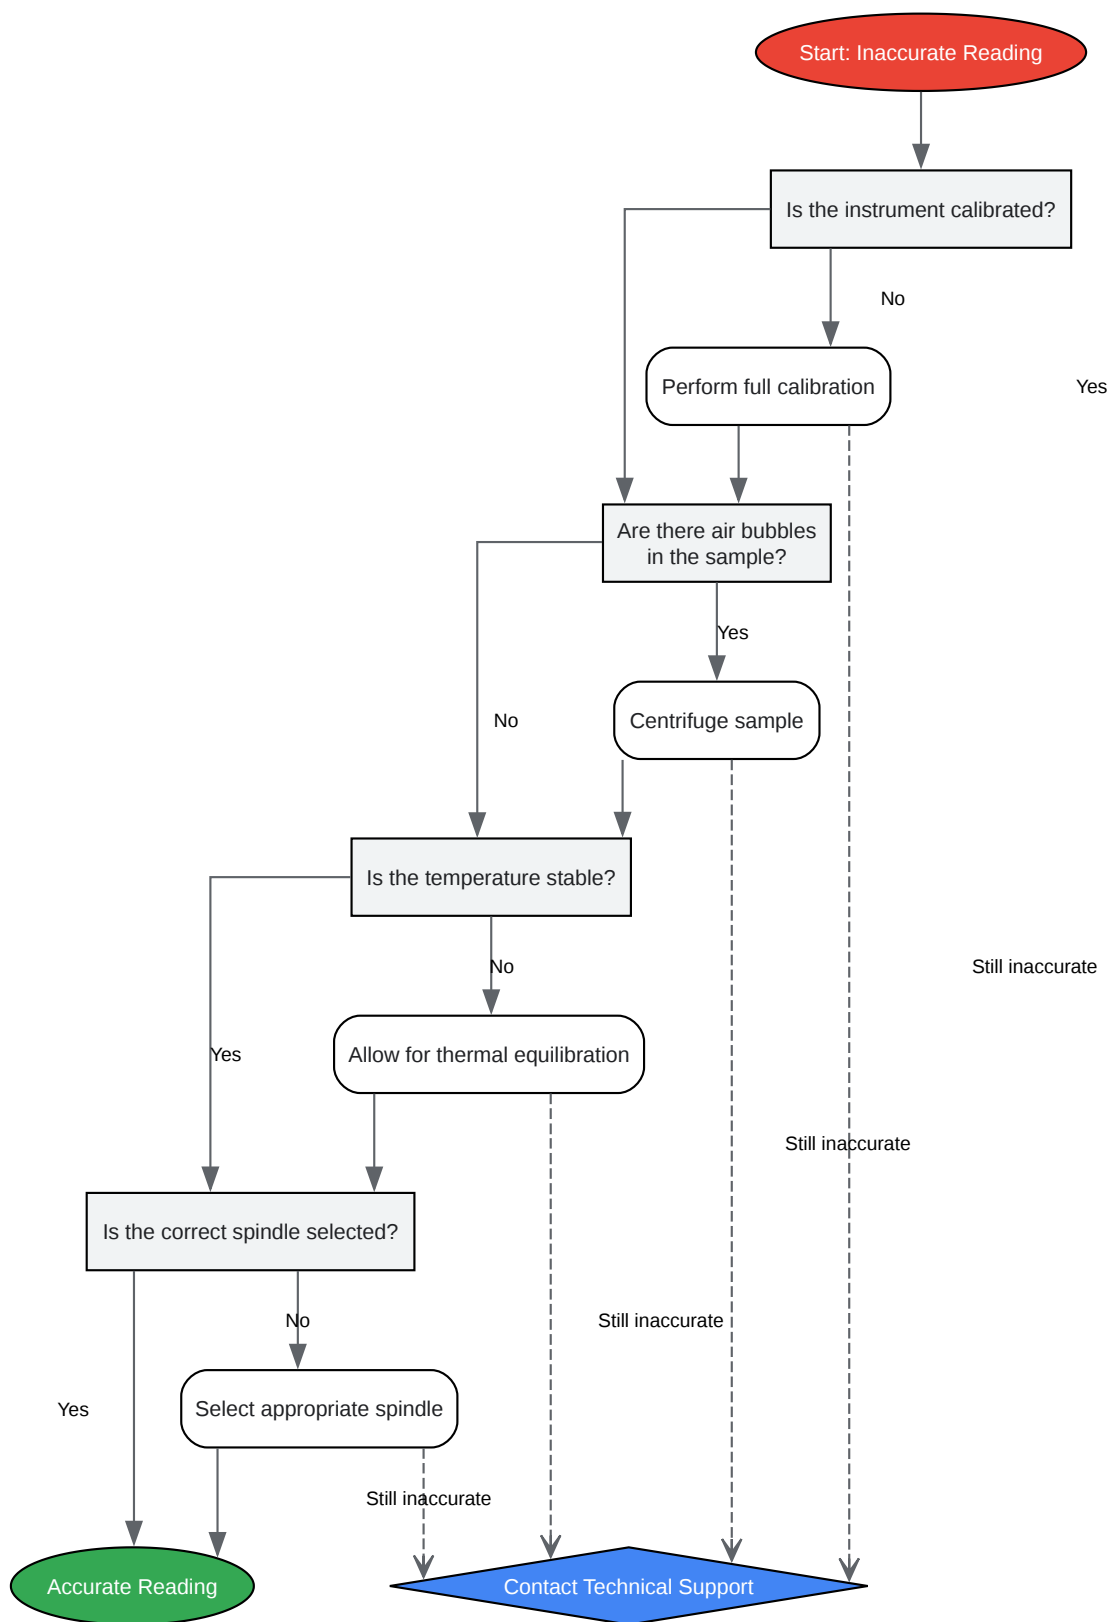 Start: Inaccurate Reading
Is the instrument calibrated?
No
Perform full calibration
Yes
Are there air bubbles
in the sample?
Yes
No
Centrifuge sample
Is the temperature stable?
No
Still inaccurate
Yes
Allow for thermal equilibration
Still inaccurate
Is the correct spindle selected?
No
Still inaccurate
Yes
Select appropriate spindle
Still inaccurate
Accurate Reading
Contact Technical Support